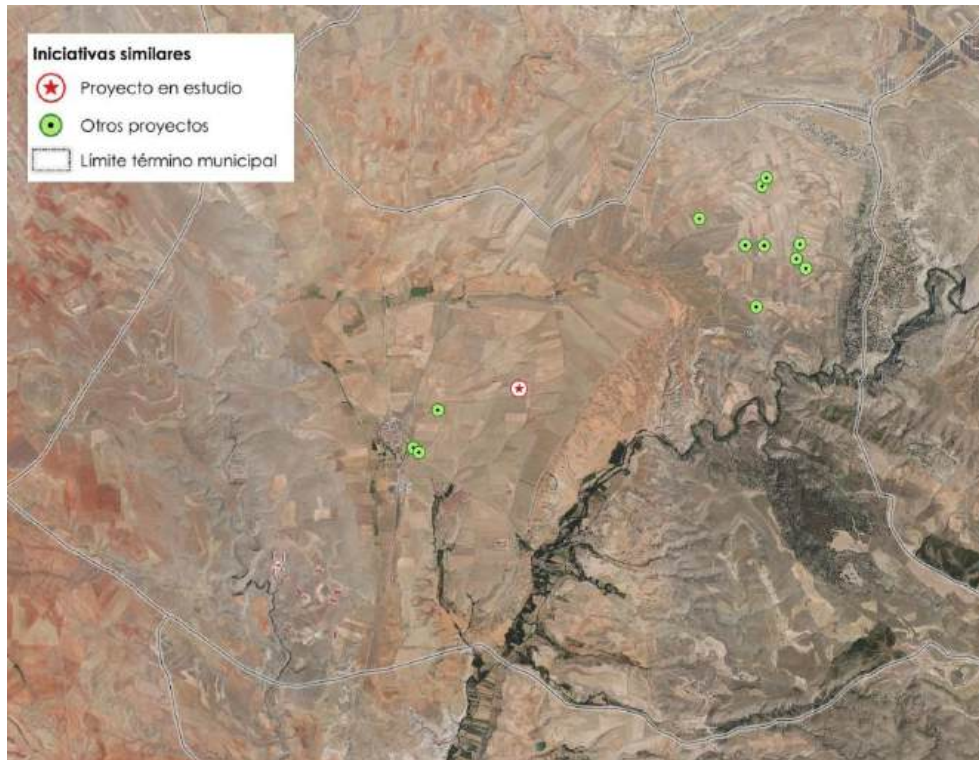 Iniciativas similares
Proyecto en estudio
Otros proyectos
Límite término municipal